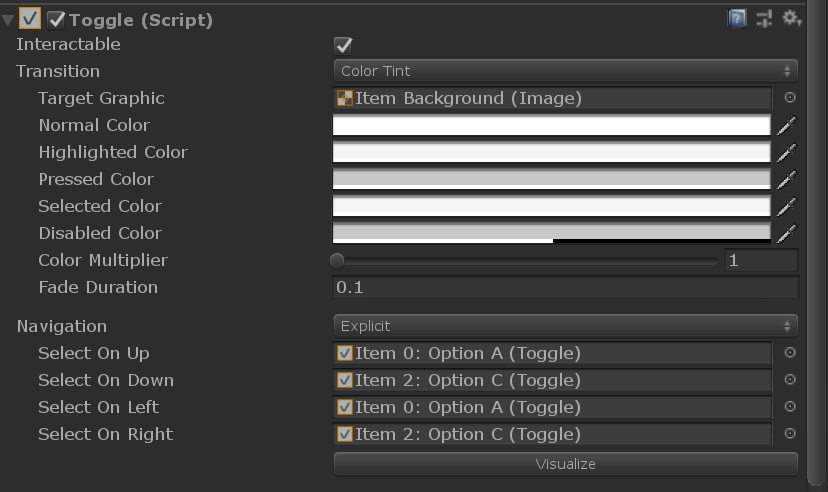 Toggle (Script)
Interactable
Transition Color Tint
Target Graphic Item Background (Image)
Normal Color
Highlighted Color
Pressed Color
Selected Color
Disabled Color
Color Multiplier 1
Fade Duration 0.1
Navigation Explicit
Select On Up Item 0: Option A (Toggle)
Select On Down Item 2: Option C (Toggle)
Select On Left Item 0: Option A (Toggle)
Select On Right Item 2: Option C (Toggle)
Visualize